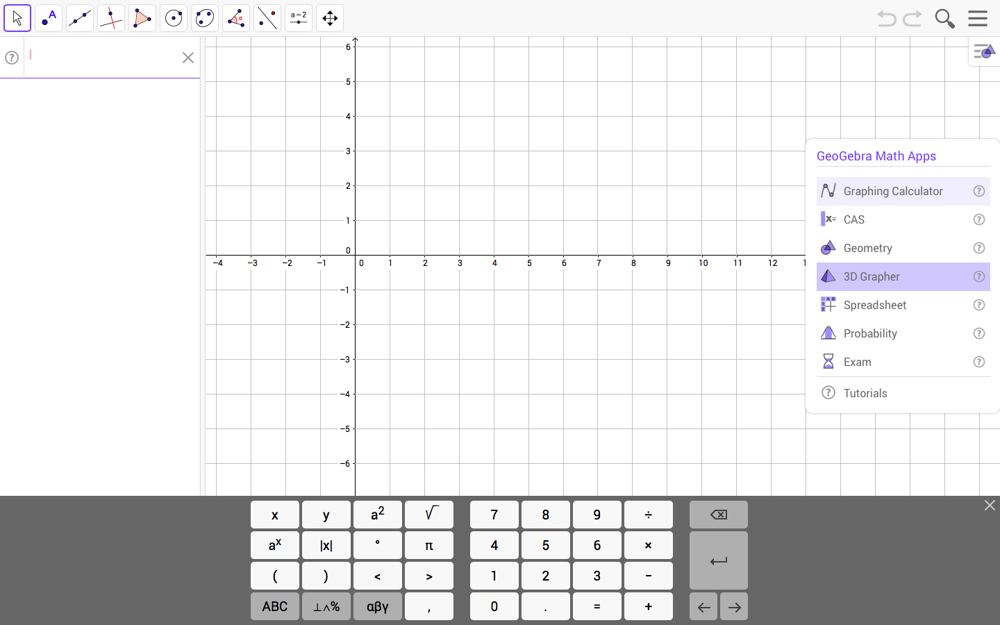 A
α
a=2
6
5
4
3
2
1
0
−4 −3 −2 −1 0 1 2 3 4 5 6 7 8 9 10 11 12 1
−1
−2
−3
−4
−5
−6
GeoGebra Math Apps
Graphing Calculator ?
x= CAS ?
Geometry ?
3D Grapher ?
A B 1 2 Spreadsheet ?
Probability ?
Exam ?
? Tutorials
?
x y a² √ 7 8 9 ÷
aˣ |x| ° π 4 5 6 ×
( ) < > 1 2 3 −
ABC ⊥∧% αβγ , 0 . = +